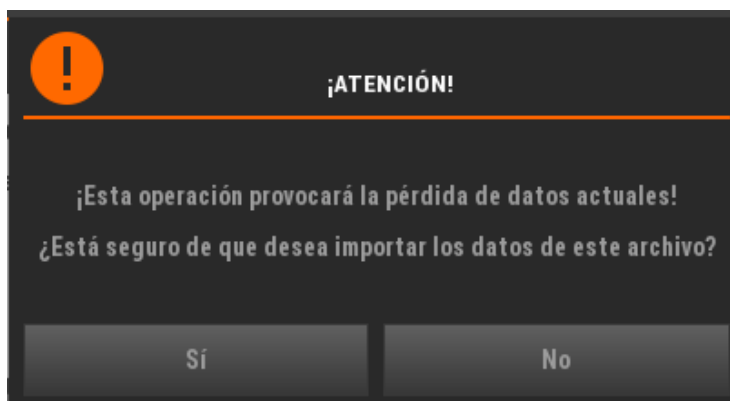 ¡ATENCIÓN!
¡Esta operación provocará la pérdida de datos actuales!
¿Está seguro de que desea importar los datos de este archivo?
Sí
No